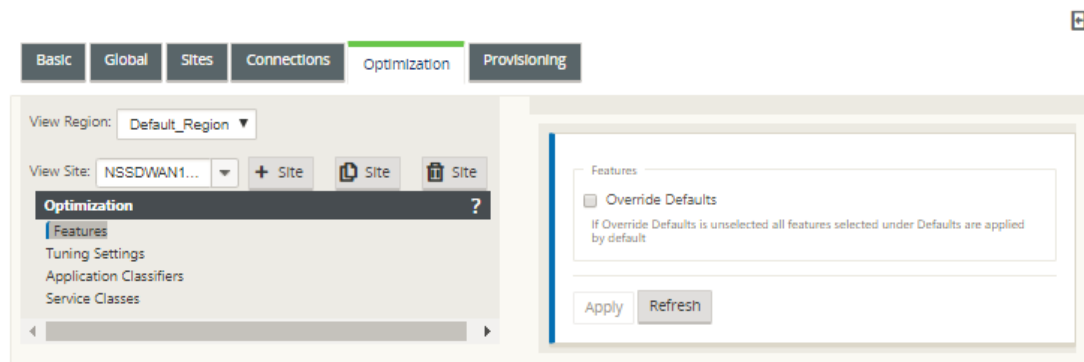 Basic Global Sites Connections Optimization Provisioning
View Region: Default_Region
View Site: NSSDWAN1... + Site Site Site
Optimization ?
Features
Tuning Settings
Application Classifiers
Service Classes
Features
Override Defaults
If Override Defaults is unselected all features selected under Defaults are applied
by default
Apply Refresh